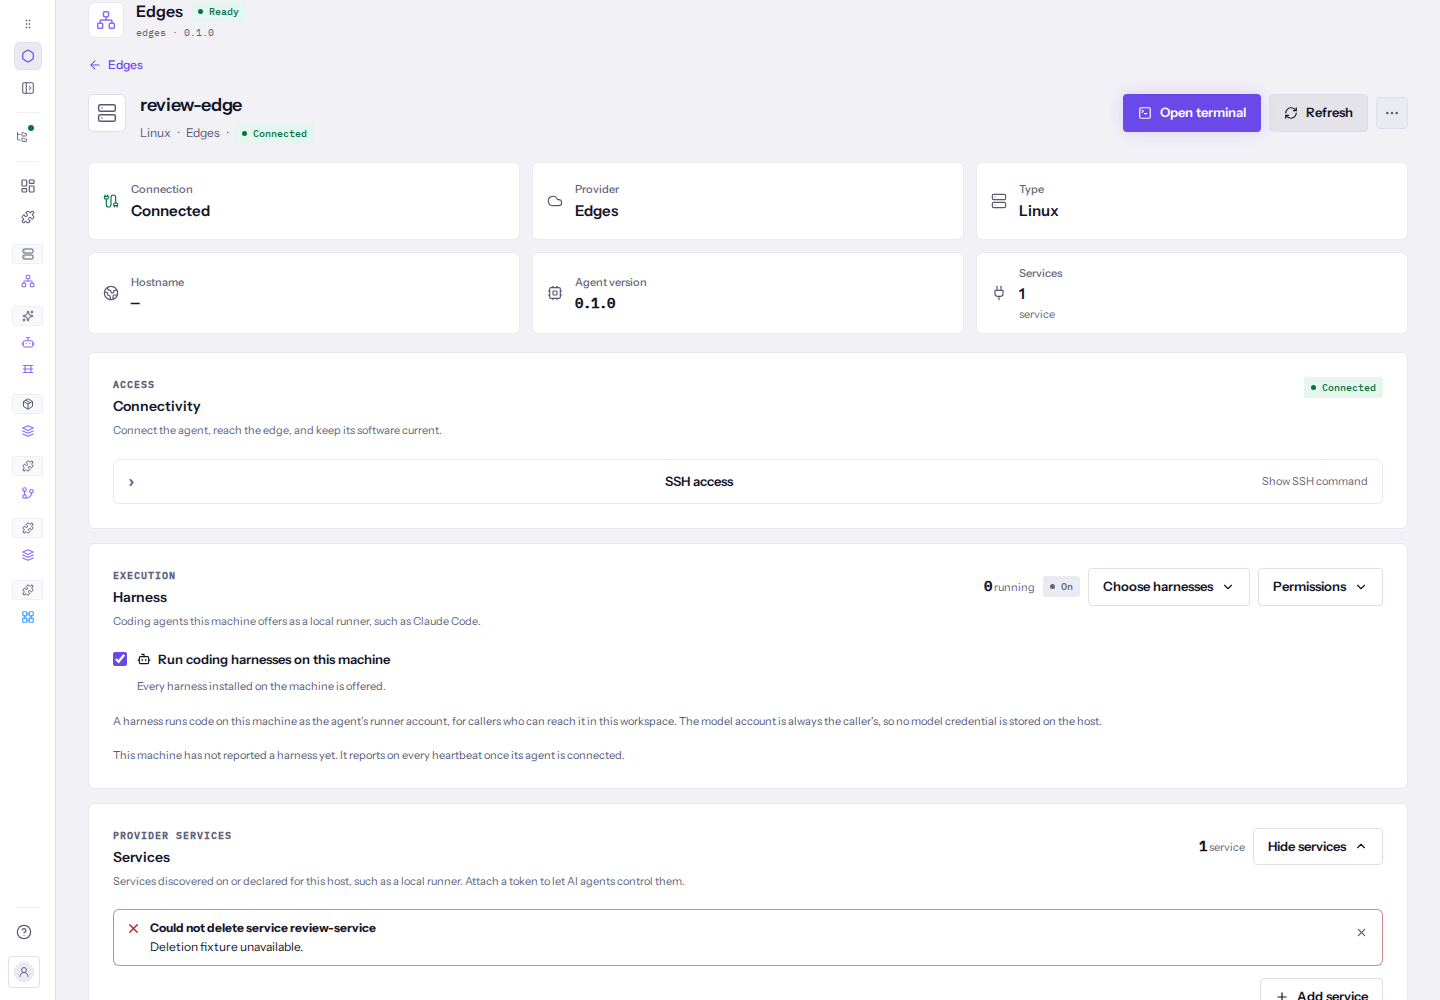 Edges
Ready
edges · 0.1.0
Edges
review-edge
Linux · Edges · Connected
Open terminal
Refresh
Connection
Connected
Provider
Edges
Type
Linux
Hostname
—
Agent version
0.1.0
Services
1
service
ACCESS
Connectivity
Connect the agent, reach the edge, and keep its software current.
Connected
SSH access
Show SSH command
EXECUTION
Harness
Coding agents this machine offers as a local runner, such as Claude Code.
0 running
On
Choose harnesses
Permissions
Run coding harnesses on this machine
Every harness installed on the machine is offered.
A harness runs code on this machine as the agent's runner account, for callers who can reach it in this workspace. The model account is always the caller's, so no model credential is stored on the host.
This machine has not reported a harness yet. It reports on every heartbeat once its agent is connected.
PROVIDER SERVICES
Services
Services discovered on or declared for this host, such as a local runner. Attach a token to let AI agents control them.
1 service
Hide services
Could not delete service review-service
Deletion fixture unavailable.
Add service